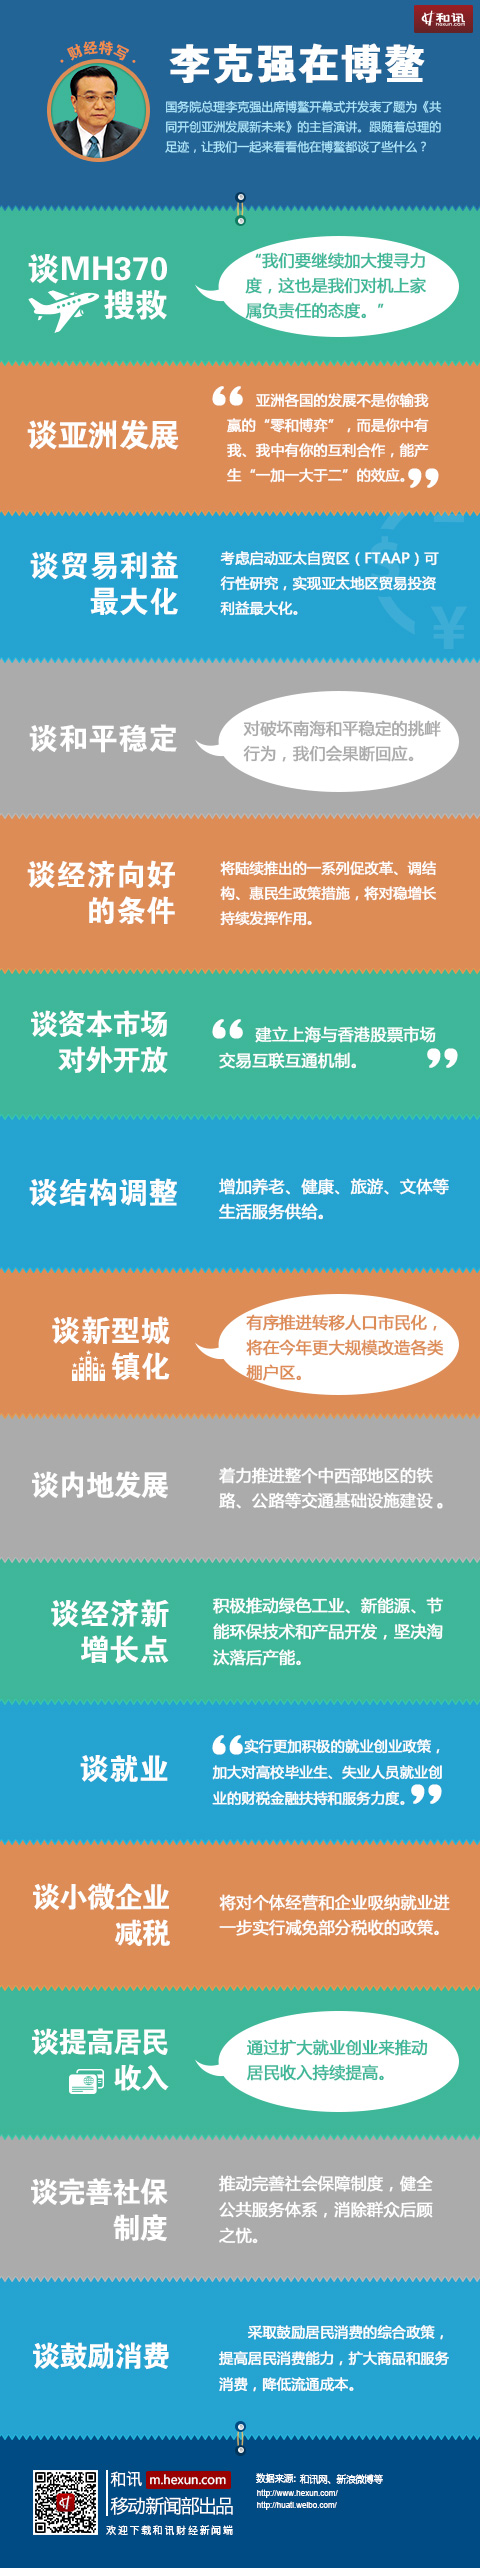 和讯
hexun.com
·财经特写·
李克强在博鳌
国务院总理李克强出席博鳌开幕式并发表了题为《共
同开创亚洲发展新未来》的主旨演讲。跟随着总理的
足迹，让我们一起来看看他在博鳌都谈了些什么？
谈MH370
搜救
“我们要继续加大搜寻力
度，这也是我们对机上家
属负责任的态度。”
谈亚洲发展
“亚洲各国的发展不是你输我
赢的“零和博弈”，而是你中有
我、我中有你的互利合作，能产
生“一加一大于二”的效应。”
谈贸易利益
最大化
考虑启动亚太自贸区（FTAAP）可
行性研究，实现亚太地区贸易投资
利益最大化。
$
¥
谈和平稳定
对破坏南海和平稳定的挑衅
行为，我们会果断回应。
谈经济向好
的条件
将陆续推出的一系列促改革、调结
构、惠民生政策措施，将对稳增长
持续发挥作用。
谈资本市场
对外开放
“建立上海与香港股票市场
交易互联互通机制。”
谈结构调整
增加养老、健康、旅游、文体等
生活服务供给。
谈新型城
镇化
有序推进转移人口市民化，
将在今年更大规模改造各类
棚户区。
谈内地发展
着力推进整个中西部地区的铁
路、公路等交通基础设施建设。
谈经济新
增长点
积极推动绿色工业、新能源、节
能环保技术和产品开发，坚决淘
汰落后产能。
谈就业
“实行更加积极的就业创业政策，
加大对高校毕业生、失业人员就业创
业的财税金融扶持和服务力度。”
谈小微企业
减税
将对个体经营和企业吸纳就业进
一步实行减免部分税收的政策。
谈提高居民
收入
通过扩大就业创业来推动
居民收入持续提高。
谈完善社保
制度
推动完善社会保障制度，健全
公共服务体系，消除群众后顾
之忧。
谈鼓励消费
采取鼓励居民消费的综合政策，
提高居民消费能力，扩大商品和服务
消费，降低流通成本。
和讯 m.hexun.com
移动新闻部出品
欢迎下载和讯财经新闻端
数据来源：和讯网、新浪微博等
http://www.hexun.com/
http://huati.weibo.com/